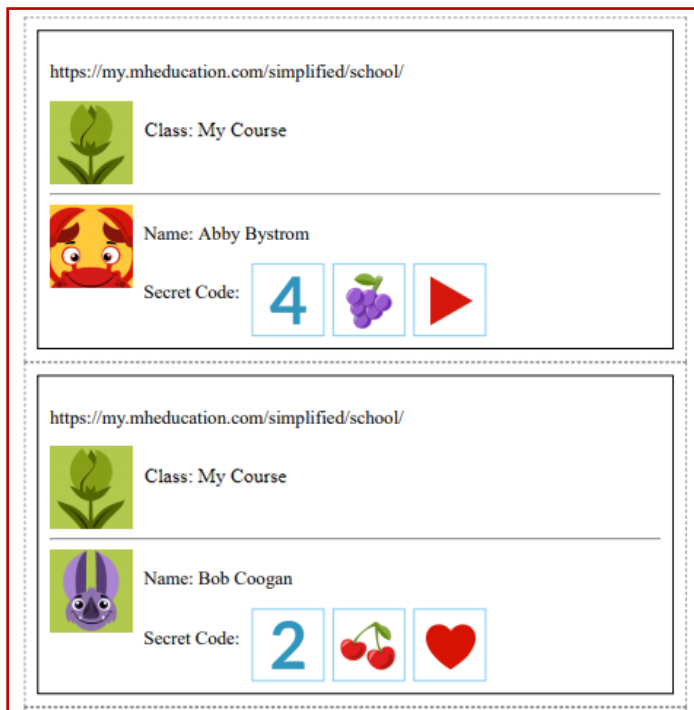 https://my.mheducation.com/simplified/school/
Class: My Course
Name: Abby Bystrom
Secret Code: 4
https://my.mheducation.com/simplified/school/
Class: My Course
Name: Bob Coogan
Secret Code: 2